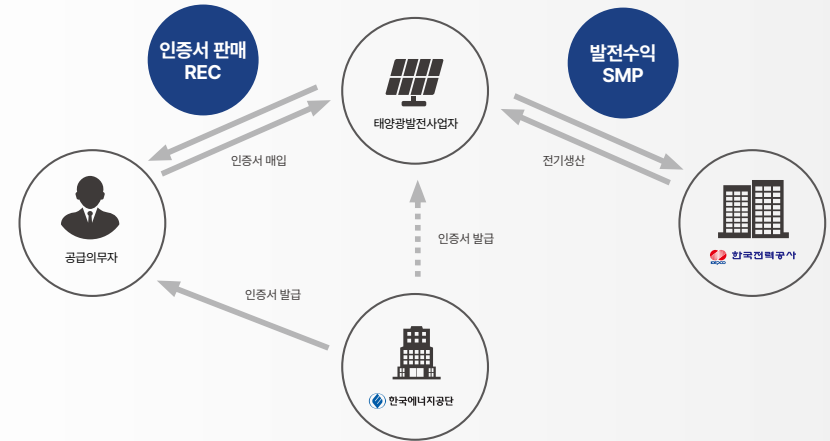 인증서 판매
REC
발전수익
SMP
태양광발전사업자
인증서 매입
전기생산
공급의무자
인증서 발급
kepco 한국전력공사
인증서 발급
한국에너지공단